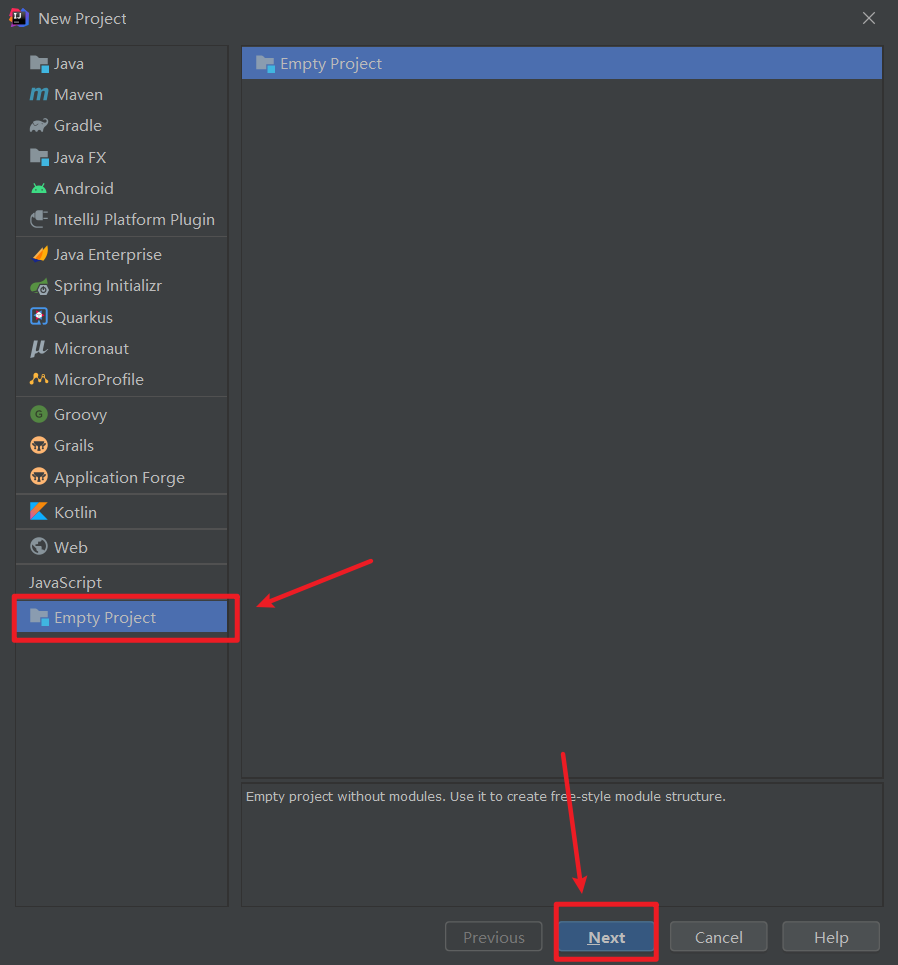 New Project
Java
Maven
Gradle
Java FX
Android
IntelliJ Platform Plugin
Java Enterprise
Spring Initializr
Quarkus
Micronaut
MicroProfile
Groovy
Grails
Application Forge
Kotlin
Web
JavaScript
Empty Project
Empty Project
Empty project without modules. Use it to create free-style module structure.
Previous
Next
Cancel
Help